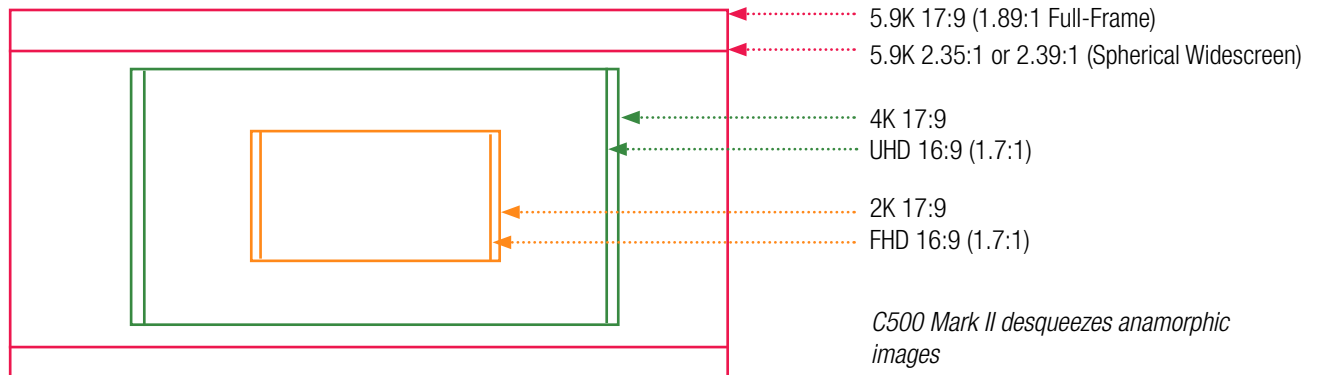 5.9K 17:9 (1.89:1 Full-Frame)
5.9K 2.35:1 or 2.39:1 (Spherical Widescreen)
4K 17:9
UHD 16:9 (1.7:1)
2K 17:9
FHD 16:9 (1.7:1)
C500 Mark II desqueezes anamorphic
images